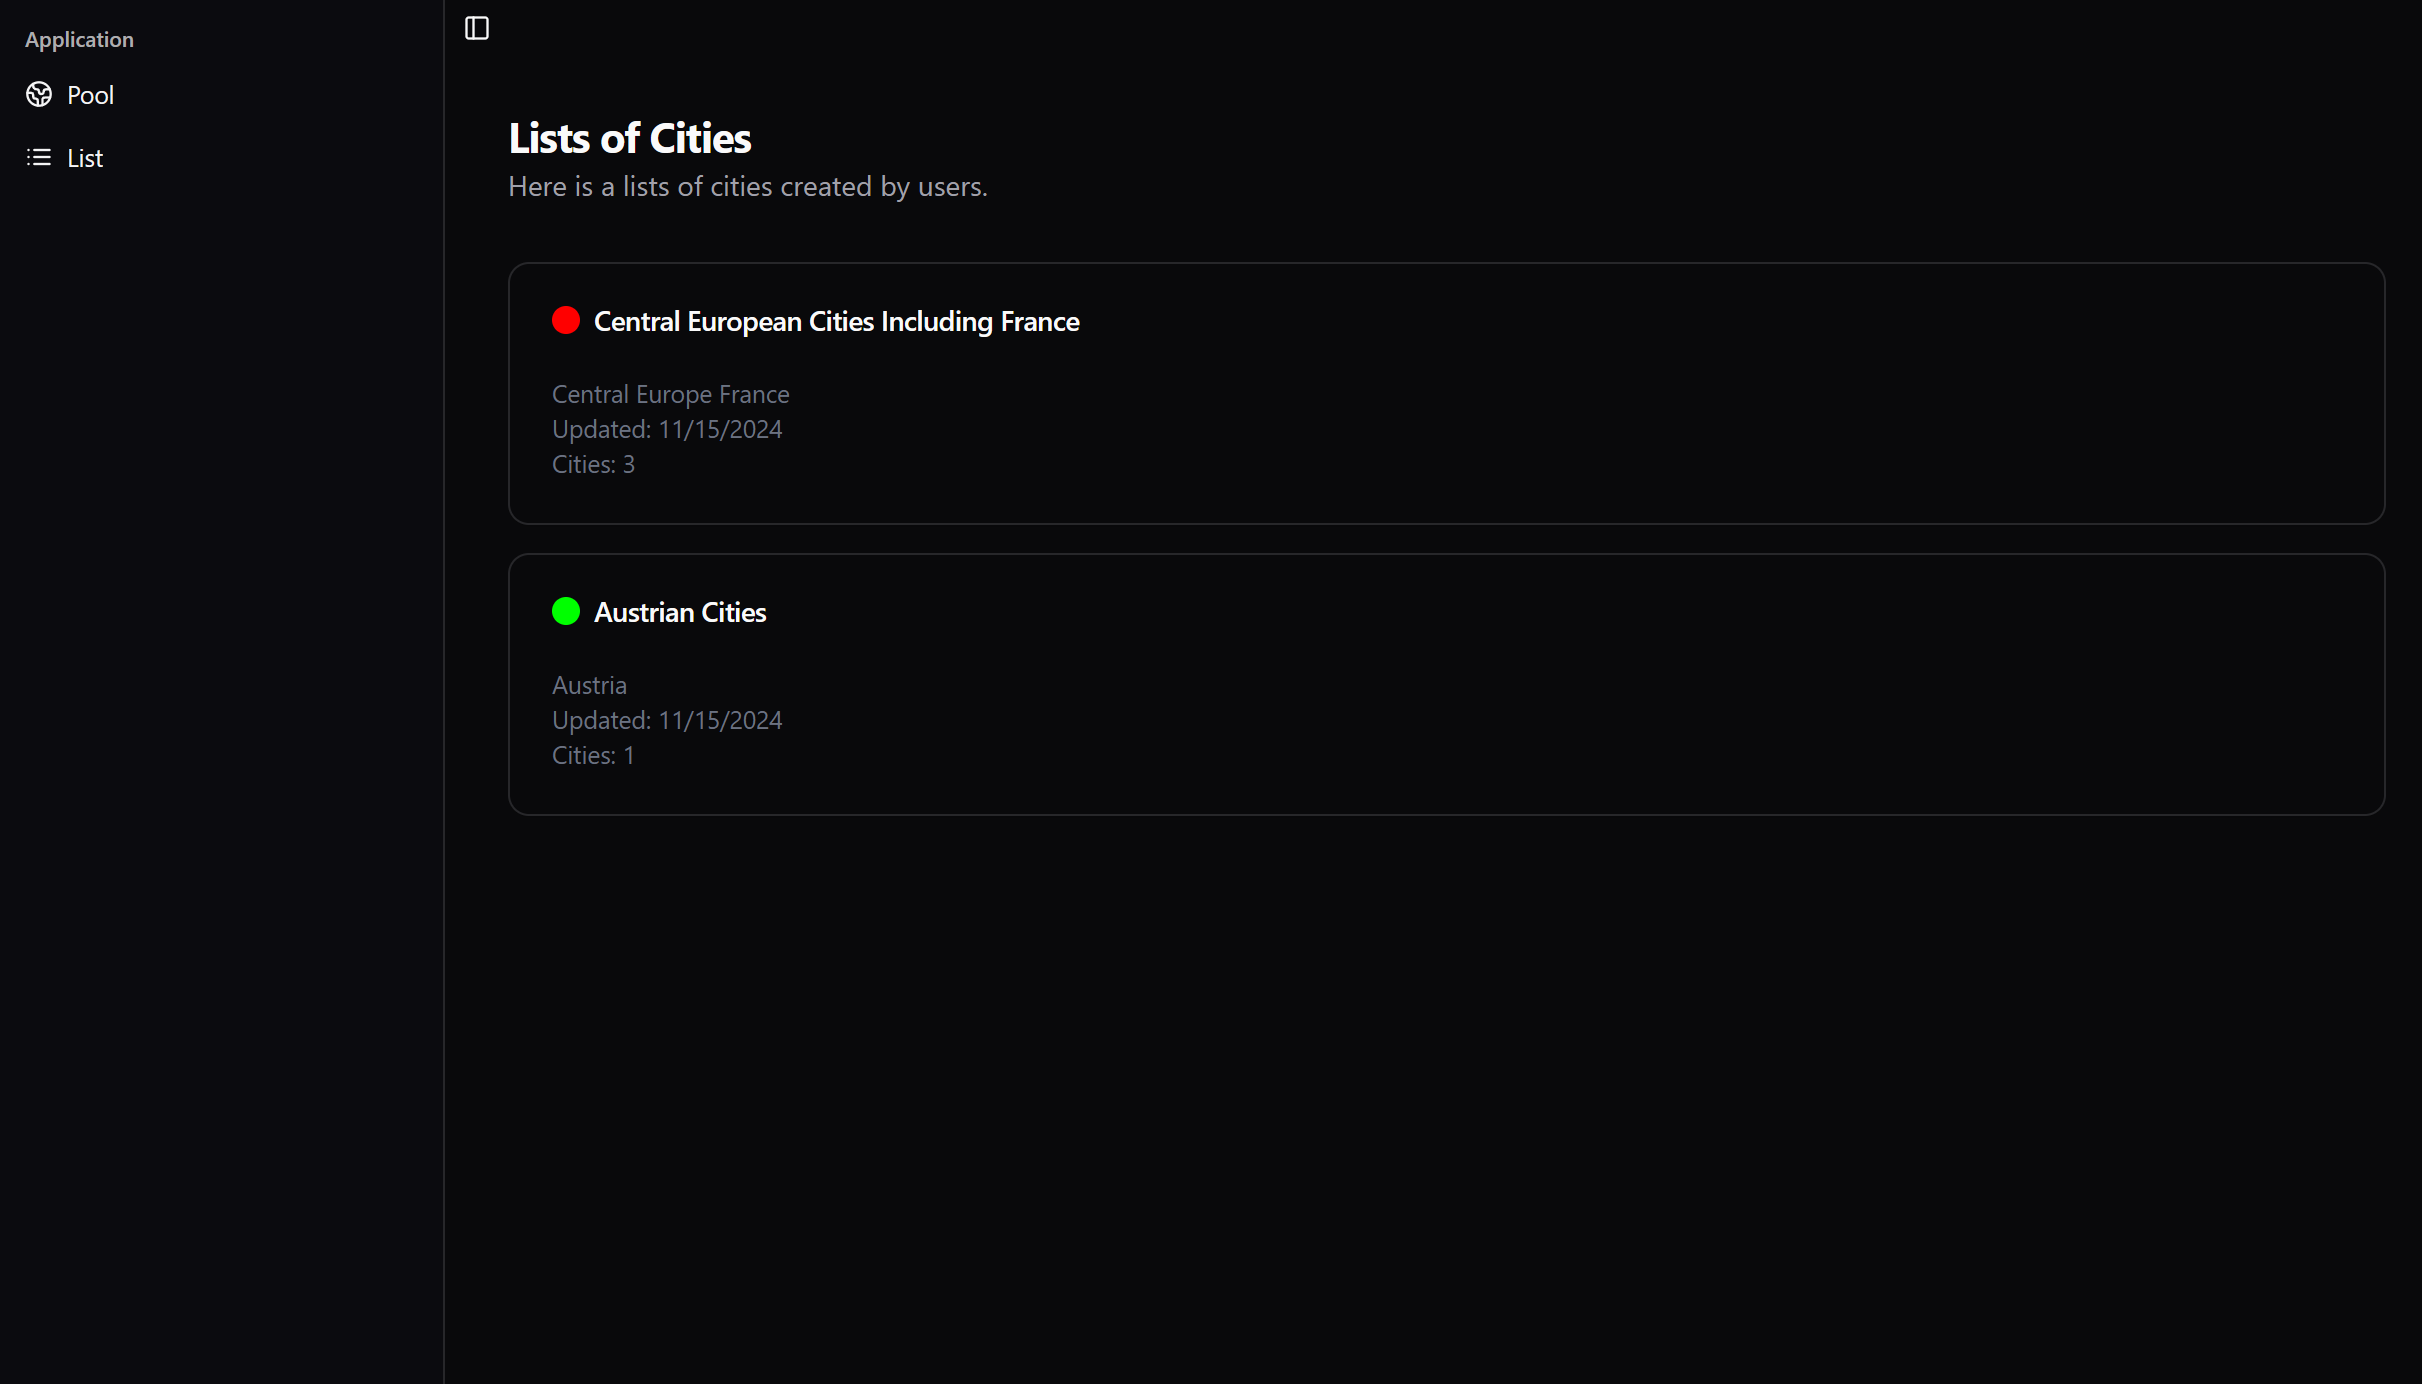 Application
Pool
List
Lists of Cities
Here is a lists of cities created by users.
Central European Cities Including France
Central Europe France
Updated: 11/15/2024
Cities: 3
Austrian Cities
Austria
Updated: 11/15/2024
Cities: 1